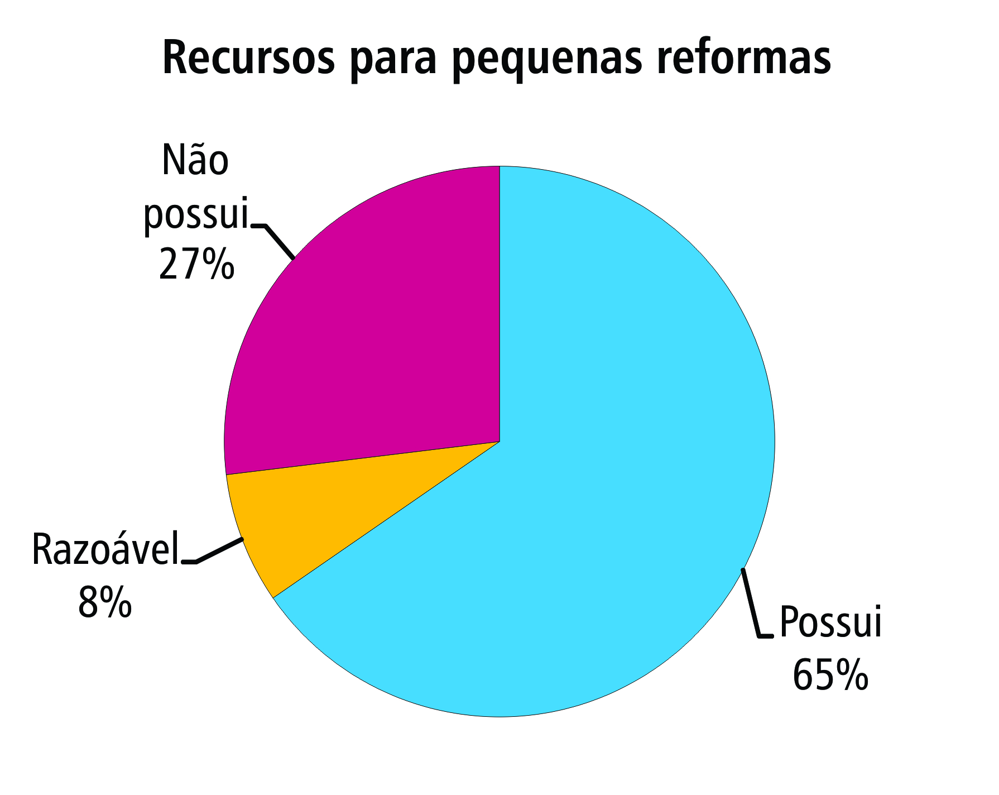 Recursos para pequenas reformas
Não
possui
27%
Razoável
8%
Possui
65%